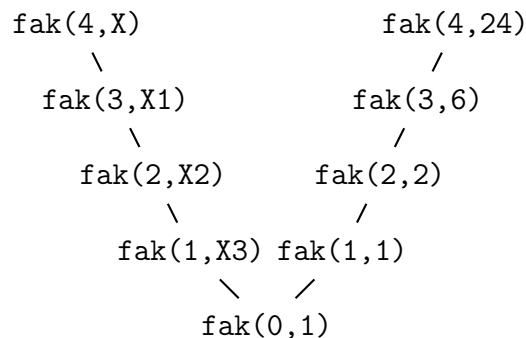 fak(4,X) fak(4,24)
fak(3,X1) fak(3,6)
fak(2,X2) fak(2,2)
fak(1,X3) fak(1,1)
fak(0,1)